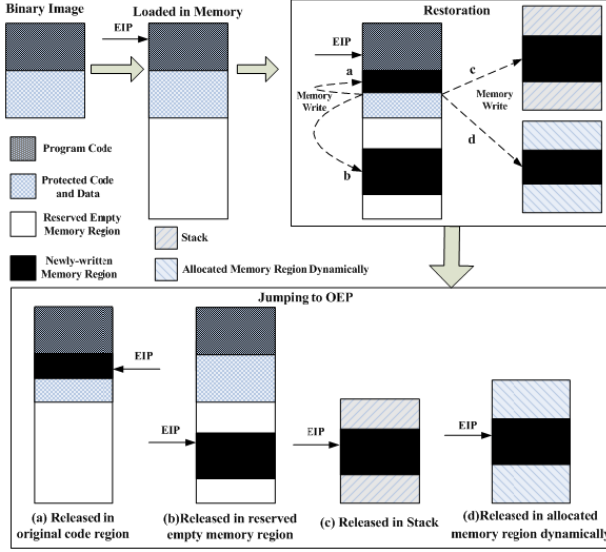 Binary Image
Loaded in Memory
EIP
Program Code
Protected Code
and Data
Reserved Empty
Memory Region
Newly-written
Memory Region
Stack
Allocated Memory Region Dynamically
Restoration
EIP
a
Memory
Write
b
c
Memory
Write
d
Jumping to OEP
EIP
EIP
EIP
EIP
(a) Released in
original code region
(b)Released in reserved
empty memory region
(c) Released in Stack
(d)Released in allocated
memory region dynamically